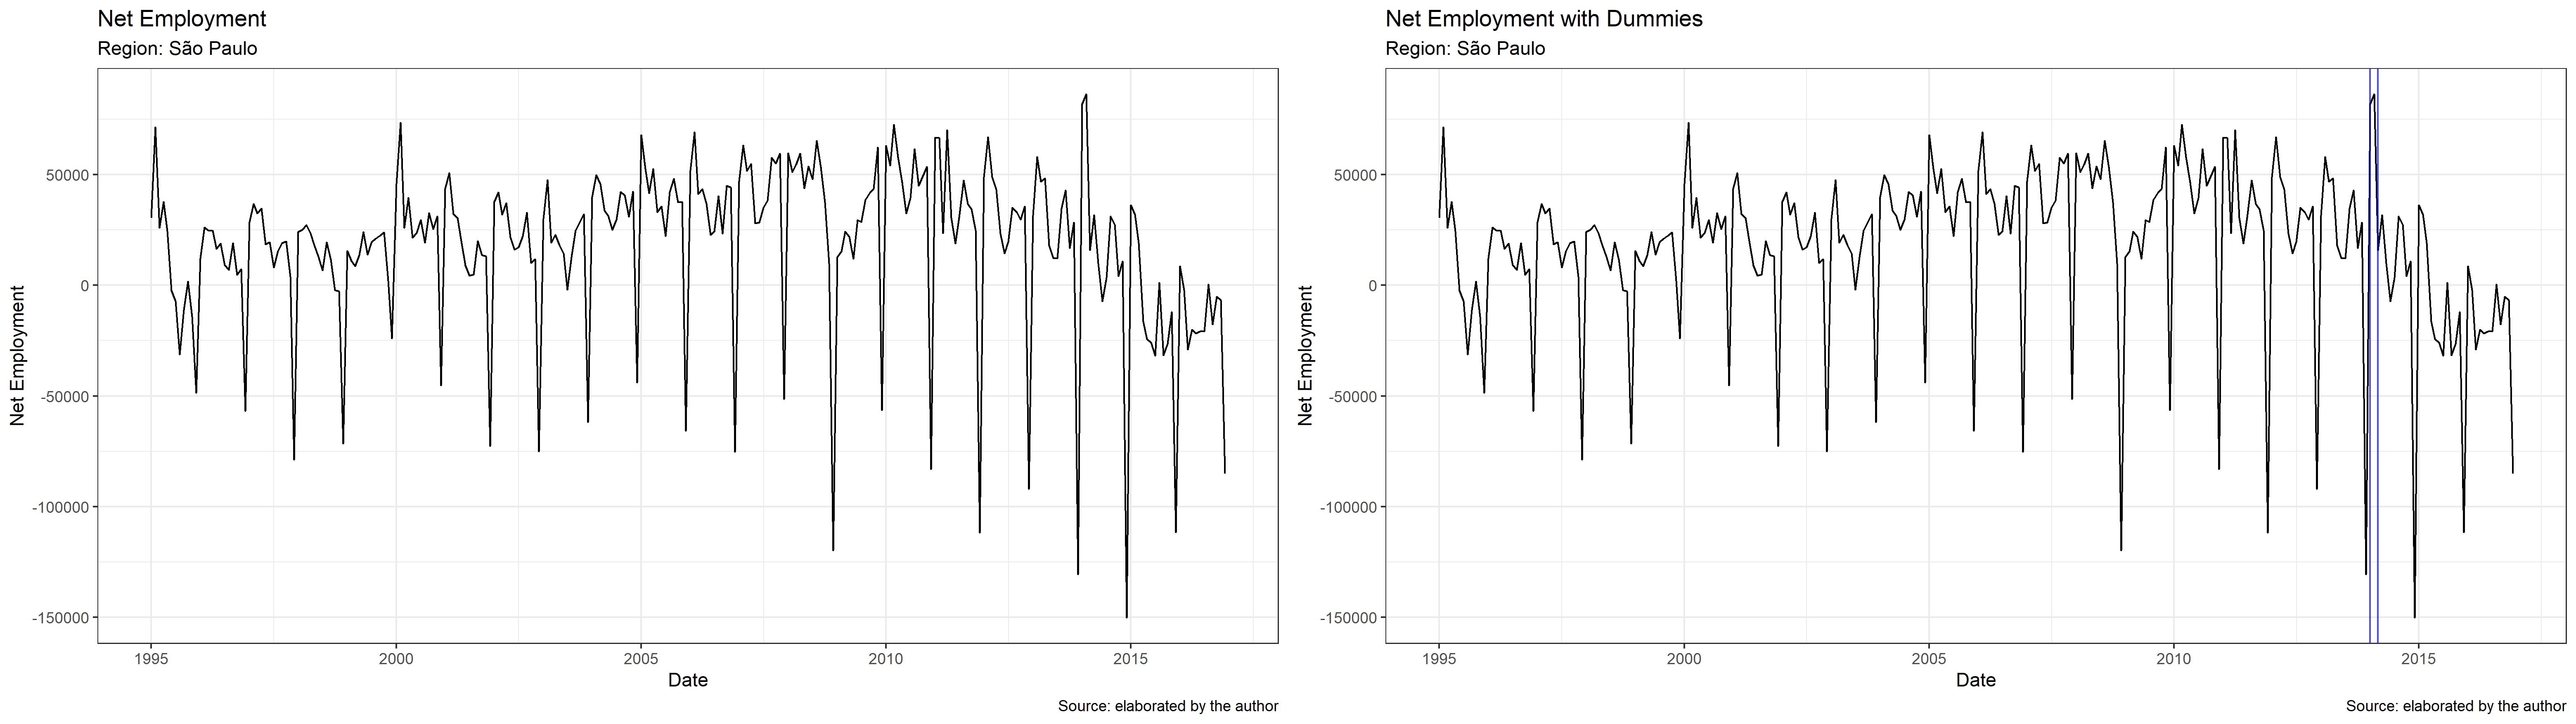 Net Employment
Region: São Paulo
Net Employment
50000
0
-50000
-100000
-150000
1995
2000
2005
2010
2015
Date
Source: elaborated by the author
Net Employment with Dummies
Region: São Paulo
Net Employment
50000
0
-50000
-100000
-150000
1995
2000
2005
2010
2015
Date
Source: elaborated by the author